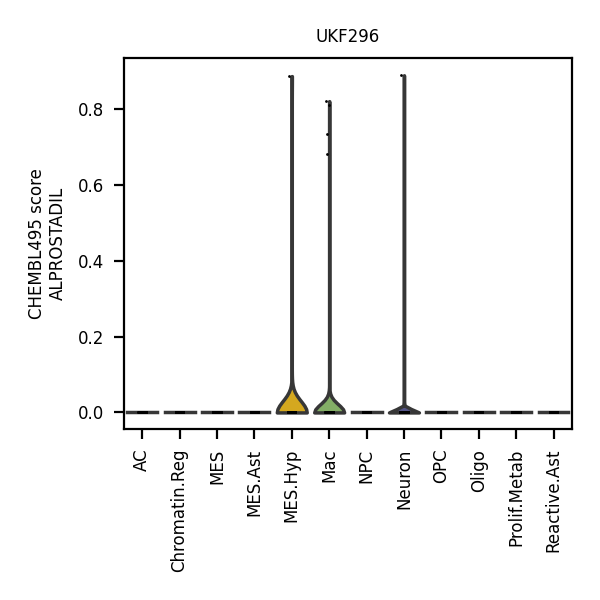 UKF296
CHEMBL495 score
ALPROSTADIL
0.8
0.6
0.4
0.2
0.0
AC
Chromatin.Reg
MES
MES.Ast
MES.Hyp
Mac
NPC
Neuron
OPC
Oligo
Prolif.Metab
Reactive.Ast